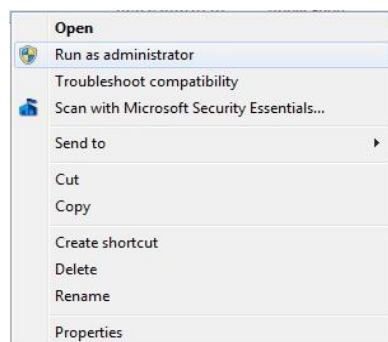 Open
Run as administrator
Troubleshoot compatibility
Scan with Microsoft Security Essentials...
Send to
Cut
Copy
Create shortcut
Delete
Rename
Properties